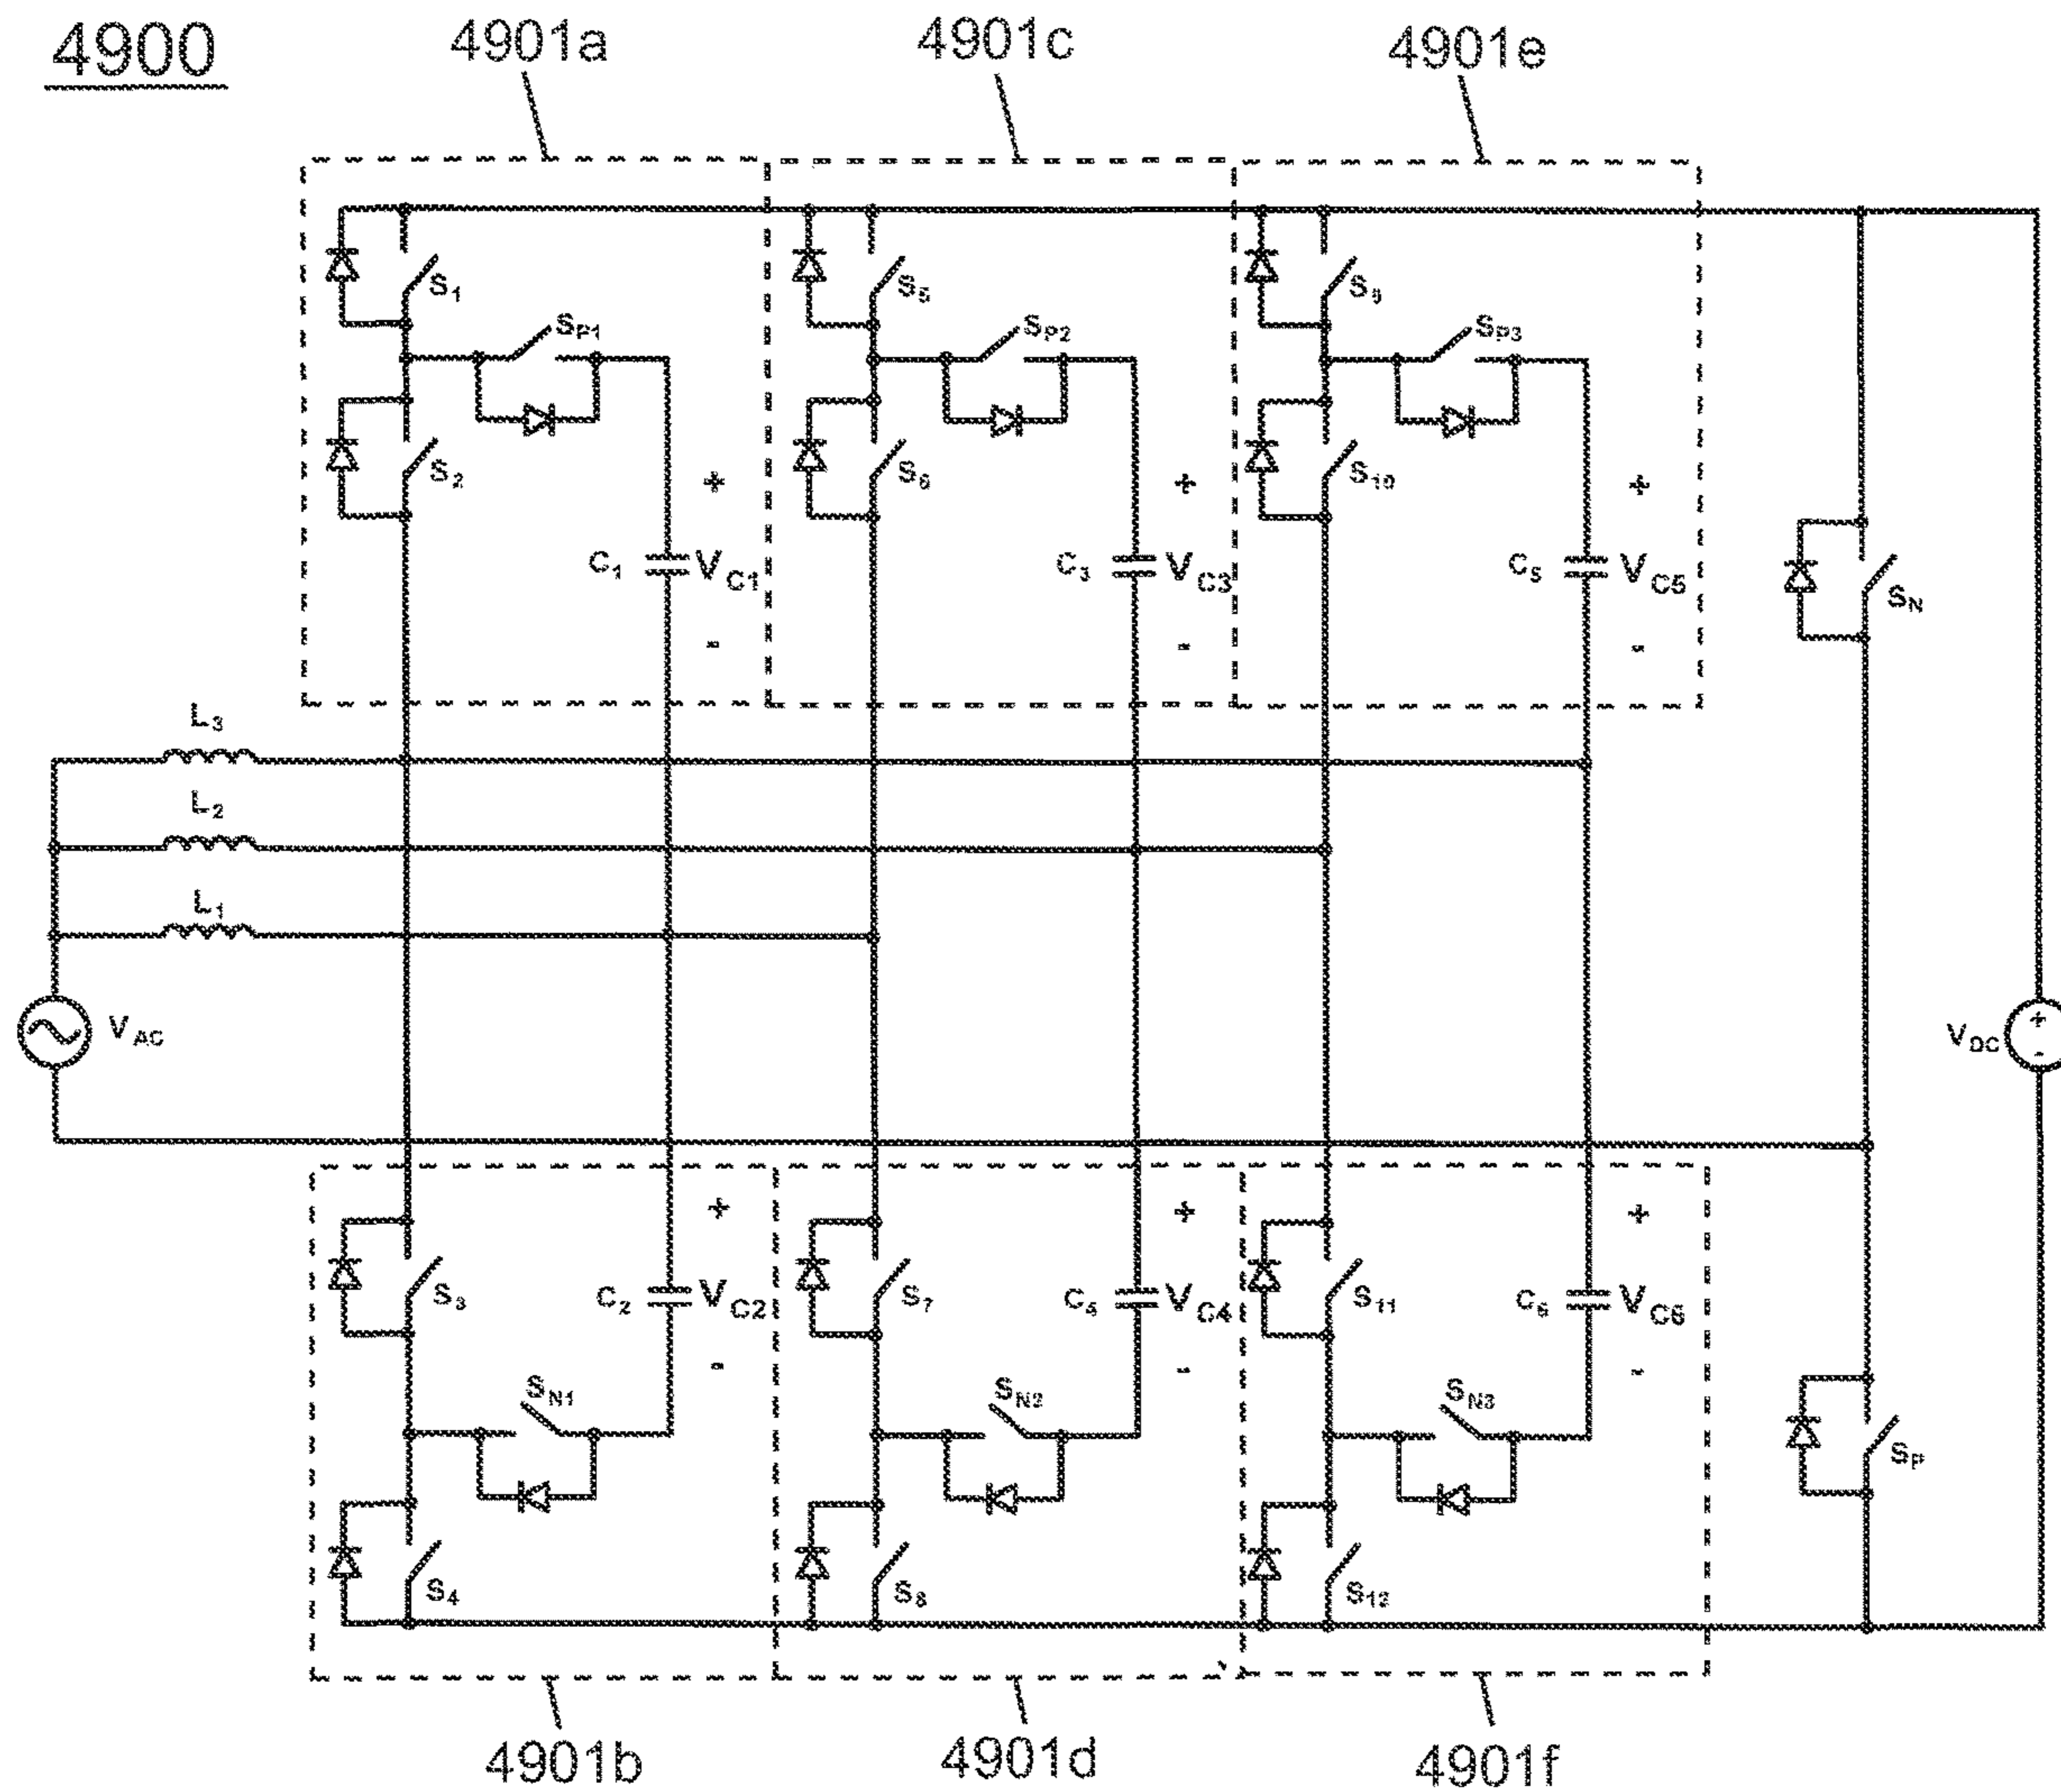 4900
4901a
4901c
4901e
S1
S5
S9
SP1
SP2
SP3
S2
S6
S10
+
+
+
C1
VC1
C3
VC3
C5
VC5
SN
-
-
-
L3
L2
L1
VAC
VDC
+
-
+
+
+
S3
C2
VC2
S7
VC4
S11
C6
VC6
-
-
-
SN1
SN2
SN3
SP
S4
S8
S12
4901b
4901d
4901f